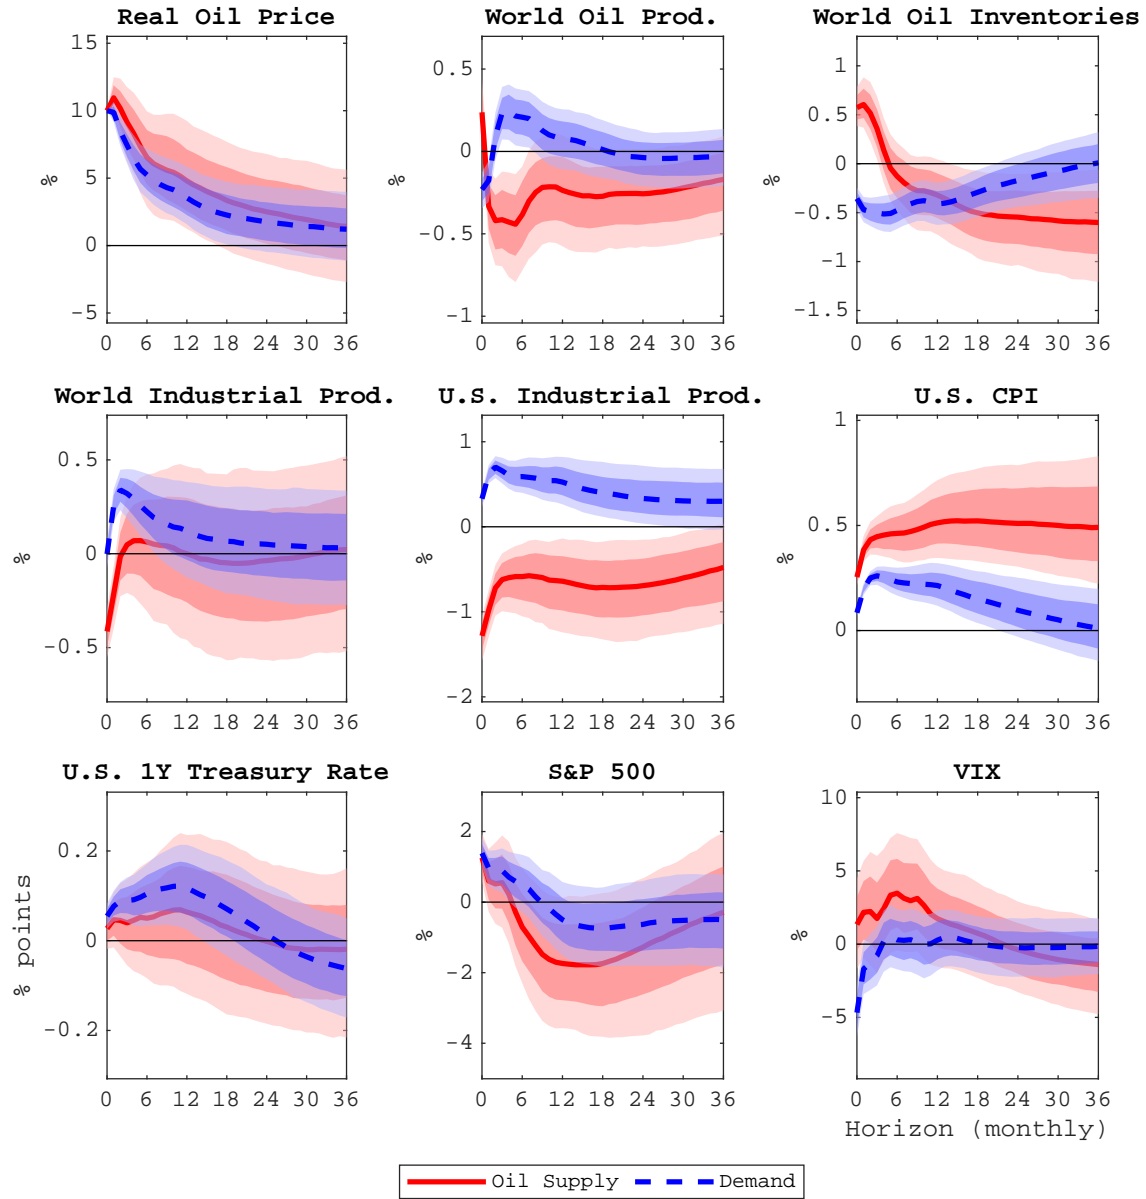 Real Oil Price World Oil Prod. World Oil Inventories
15
10
5
0
-5
%
0 6 12 18 24 30 36
0.5
0
-0.5
-1
%
0 6 12 18 24 30 36
1
0.5
0
-0.5
-1
-1.5
%
0 6 12 18 24 30 36
World Industrial Prod. U.S. Industrial Prod. U.S. CPI
0.5
0
-0.5
%
0 6 12 18 24 30 36
1
0
-1
-2
%
0 6 12 18 24 30 36
1
0.5
0
%
0 6 12 18 24 30 36
U.S. 1Y Treasury Rate S&P 500 VIX
0.2
0
-0.2
% points
0 6 12 18 24 30 36
2
0
-2
-4
%
0 6 12 18 24 30 36
10
5
0
-5
%
0 6 12 18 24 30 36
Horizon (monthly)
Oil Supply Demand